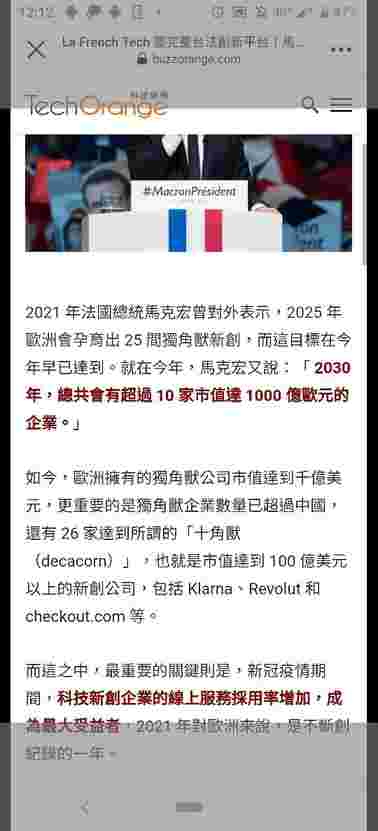 12:12
La French Tech 要完整台法創新平台！馬...
buzzorange.com
科技報橘
TechOrange
#MacronPrésident
2021 年法國總統馬克宏曾對外表示，2025 年
歐洲會孕育出 25 間獨角獸新創，而這目標在今
年早已達到。就在今年，馬克宏又說：「 2030
年，總共會有超過 10 家市值達 1000 億歐元的
企業。」
如今，歐洲擁有的獨角獸公司市值達到千億美
元，更重要的是獨角獸企業數量已超過中國，
還有 26 家達到所謂的「十角獸
（decacorn）」，也就是市值達到 100 億美元
以上的新創公司，包括 Klarna、Revolut 和
checkout.com 等。
而這之中，最重要的關鍵則是，新冠疫情期
間，科技新創企業的線上服務採用率增加，成
為最大受益者，2021 年對歐洲來說，是不斷創
紀錄的一年。